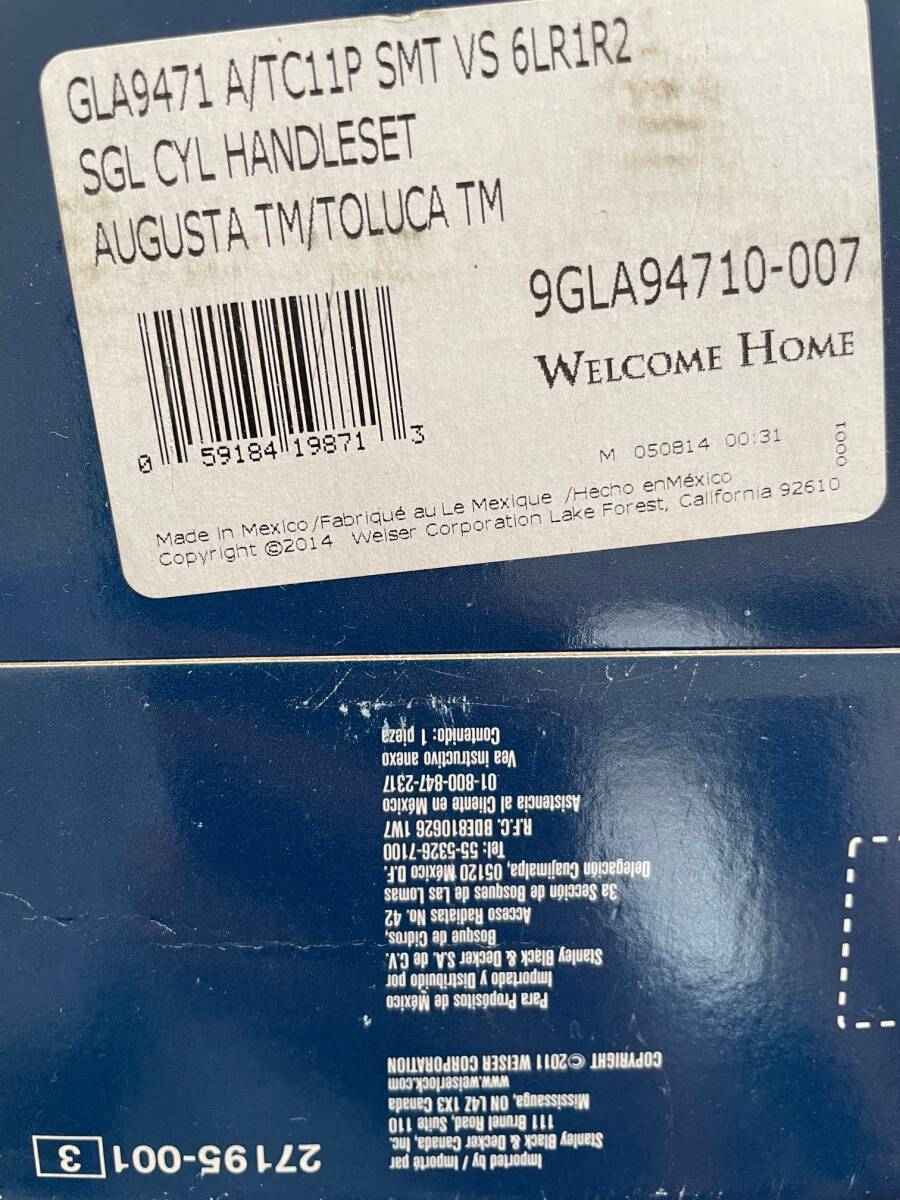 GLA9471 A/TC11P SMT VS 6LR1R2
SGL CYL HANDLESET
AUGUSTA TM/TOLUCA TM
9GLA94710-007
WELCOME HOME
0 59184 19871 3
M 050814 00:31
1000
Made in Mexico /Fabriqué au Le Mexique /Hecho enMéxico
Copyright ©2014 Weiser Corporation Lake Forest, California 92610
Imported by / Importé par
Stanley Black & Decker Canada, Inc.
111 Brunel Road, Suite 110
Mississauga, ON L4Z 1X3 Canada
www.weiserlock.com
COPYRIGHT ©2011 WEISER CORPORATION
Para Propósitos de México
Importado y Distribuido por
Stanley Black & Decker S.A. de C.V.
Bosque de Cidros,
Acceso Radiatas No. 42
3a Sección de Bosques de Las Lomas
Delegación Cuajimalpa, 05120 México D.F.
Tel: 55-5326-7100
R.F.C. BDE810626 1W7
Asistencia al Cliente en México
01-800-847-2317
Vea instructivo anexo
Contenido: 1 pieza
27195-001 3